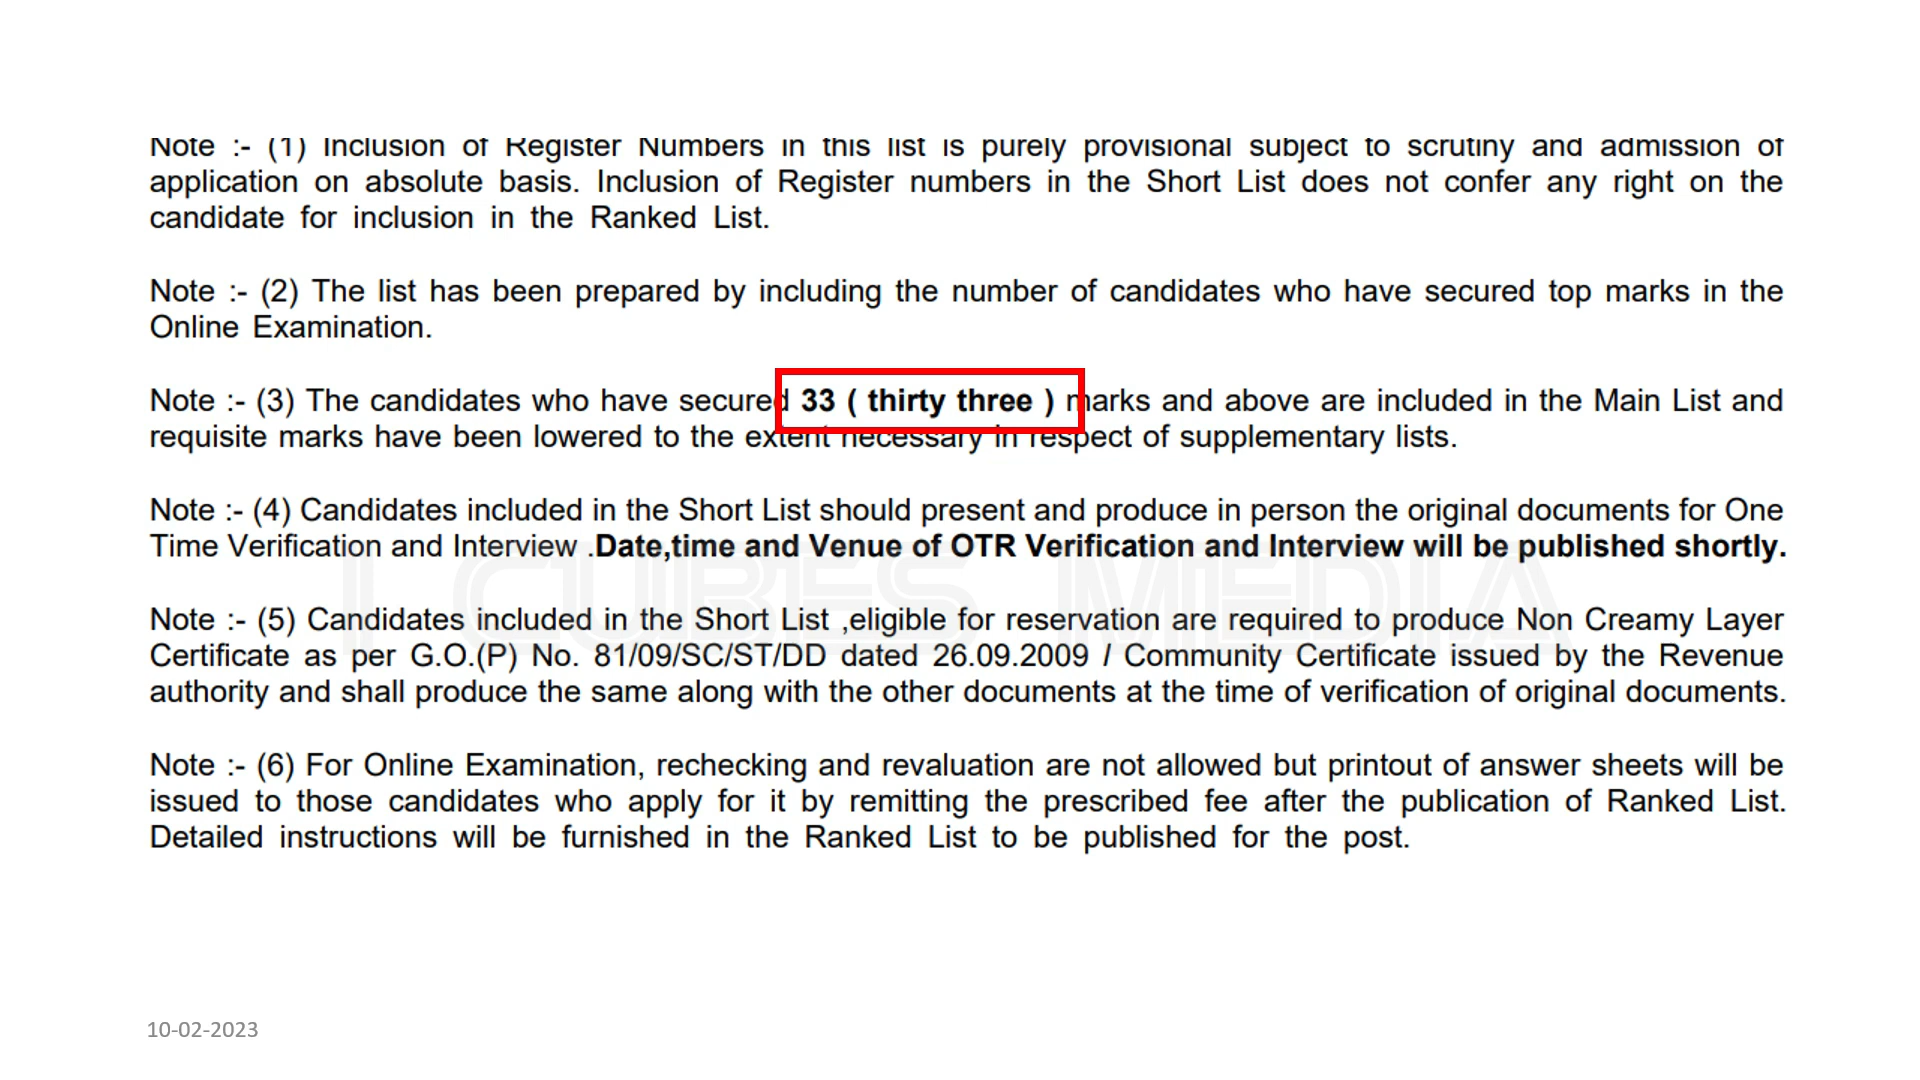 Note :- (1) Inclusion of Register Numbers in this list is purely provisional subject to scrutiny and admission of
application on absolute basis. Inclusion of Register numbers in the Short List does not confer any right on the
candidate for inclusion in the Ranked List.
Note :- (2) The list has been prepared by including the number of candidates who have secured top marks in the
Online Examination.
Note :- (3) The candidates who have secured 33 ( thirty three ) marks and above are included in the Main List and
requisite marks have been lowered to the extent necessary in respect of supplementary lists.
Note :- (4) Candidates included in the Short List should present and produce in person the original documents for One
Time Verification and Interview .Date,time and Venue of OTR Verification and Interview will be published shortly.
I CUBES MEDIA
Note :- (5) Candidates included in the Short List ,eligible for reservation are required to produce Non Creamy Layer
Certificate as per G.O.(P) No. 81/09/SC/ST/DD dated 26.09.2009 / Community Certificate issued by the Revenue
authority and shall produce the same along with the other documents at the time of verification of original documents.
Note :- (6) For Online Examination, rechecking and revaluation are not allowed but printout of answer sheets will be
issued to those candidates who apply for it by remitting the prescribed fee after the publication of Ranked List.
Detailed instructions will be furnished in the Ranked List to be published for the post.
10-02-2023